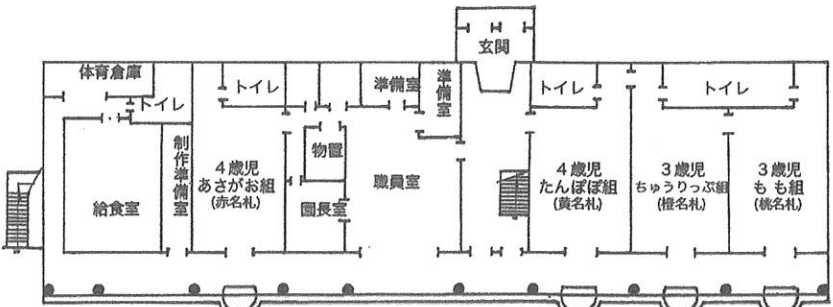 玄関
体育倉庫
トイレ
準備室
準備室
トイレ
トイレ
トイレ
制作準備室
物置
4歳児
あさがお組
(赤名札)
職員室
4歳児
たんぽぽ組
(黄名札)
3歳児
ちゅうりっぷ組
(橙名札)
3歳児
もも組
(桃名札)
給食室
園長室